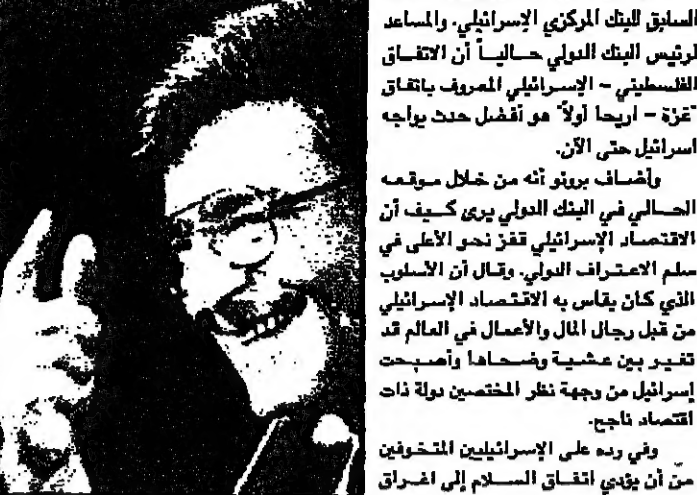 السابق للبنك المركزي الإسرائيلي. والمساعد
لرئيس البنك الدولي حالياً أن الاتفاق
الفلسطيني - الإسرائيلي المعروف باتفاق
"غزة - أريحا أولاً" هو أفضل حدث يواجه
اسرائيل حتى الآن.
وأضاف برونو أنه من خلال موقعه
الحالي في البنك الدولي يرى كيف أن
الاقتصاد الإسرائيلي قفز نحو الأعلى في
سلم الاعتراف الدولي. وقال أن الأسلوب
الذي كان يقاس به الاقتصاد الإسرائيلي
من قبل رجال المال والأعمال في العالم قد
تغير بين عشية وضحاها وأصبحت
إسرائيل من وجهة نظر المختصين دولة ذات
اقتصاد ناجح.
وفي رده على الإسرائيليين المتخوفين
من أن يؤدي اتفاق السلام إلى اغراق